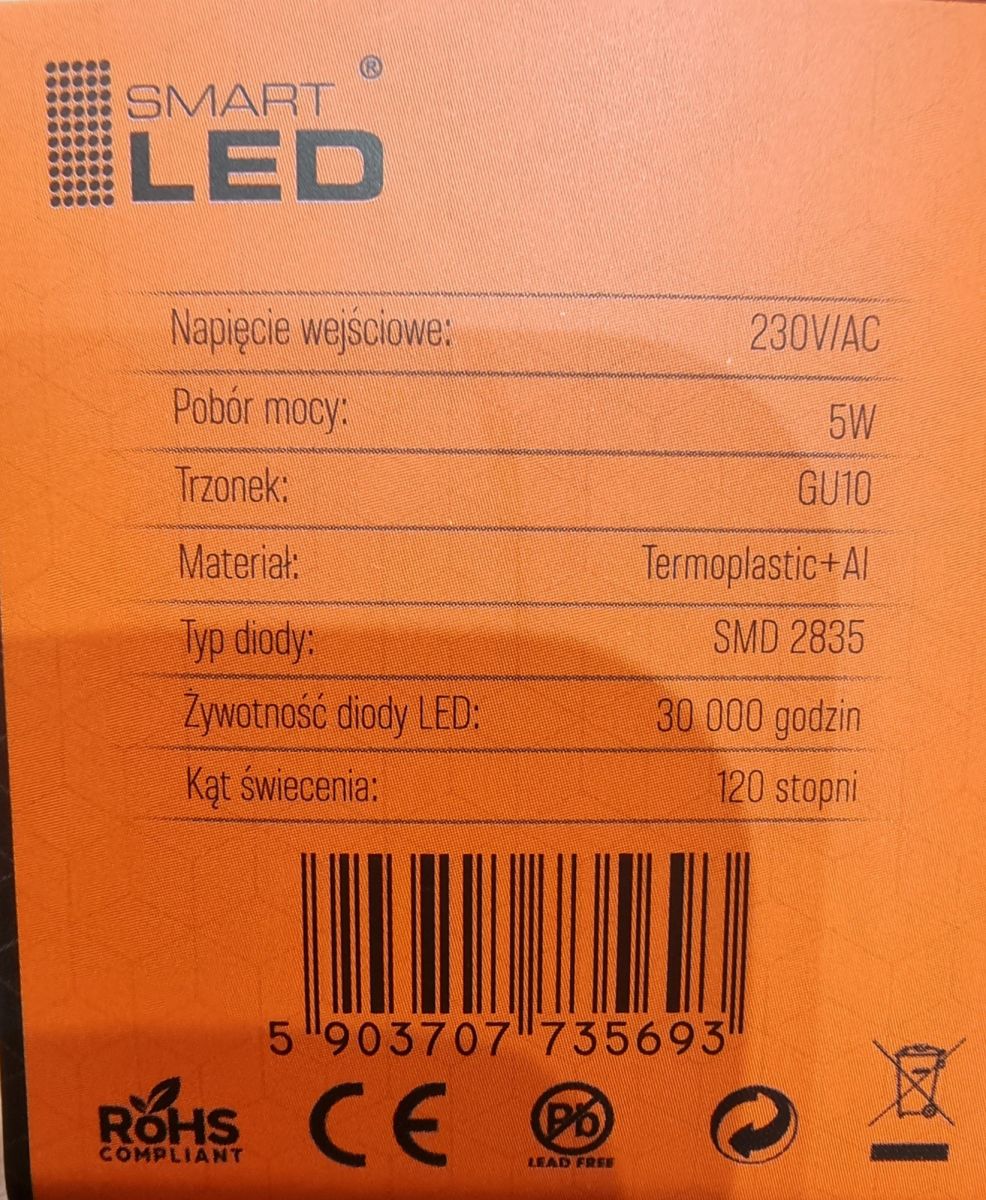 SMART ®
LED
Napięcie wejściowe: 230V/AC
Pobór mocy: 5W
Trzonek: GU10
Materiał: Termoplastic+Al
Typ diody: SMD 2835
Żywotność diody LED: 30 000 godzin
Kąt świecenia: 120 stopni
5 903707 735693
RoHS
COMPLIANT
CE
Pb
LEAD FREE